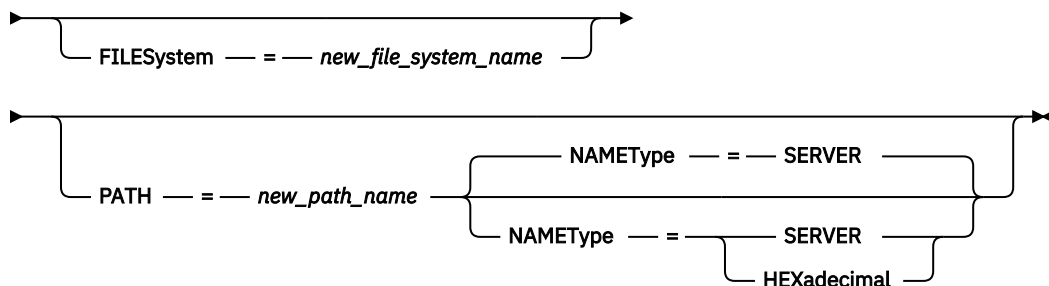 FILESystem = new_file_system_name
NAMEType = SERVER
PATH = new_path_name
NAMEType = SERVER
HEXadecimal